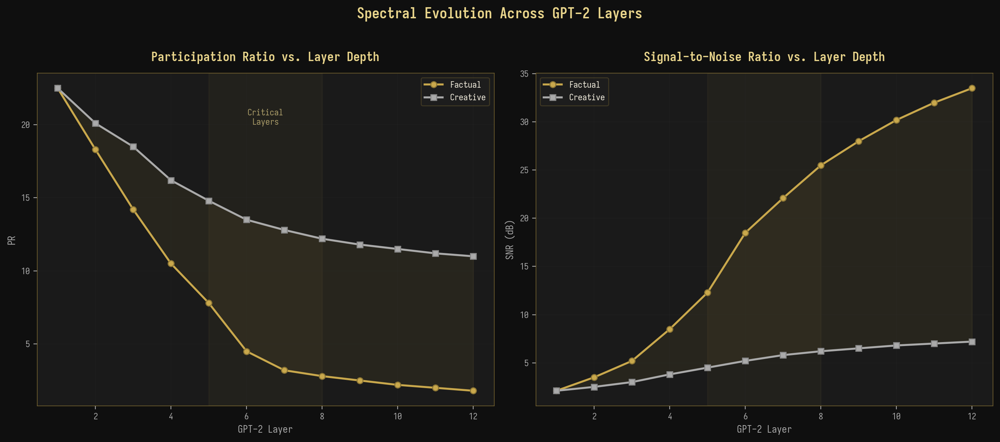 Spectral Evolution Across GPT-2 Layers
Participation Ratio vs. Layer Depth
Factual
Creative
Critical
Layers
20
15
10
5
PR
2 4 6 8 10 12
GPT-2 Layer
Signal-to-Noise Ratio vs. Layer Depth
Factual
Creative
35
30
25
20
15
10
5
SNR (dB)
2 4 6 8 10 12
GPT-2 Layer